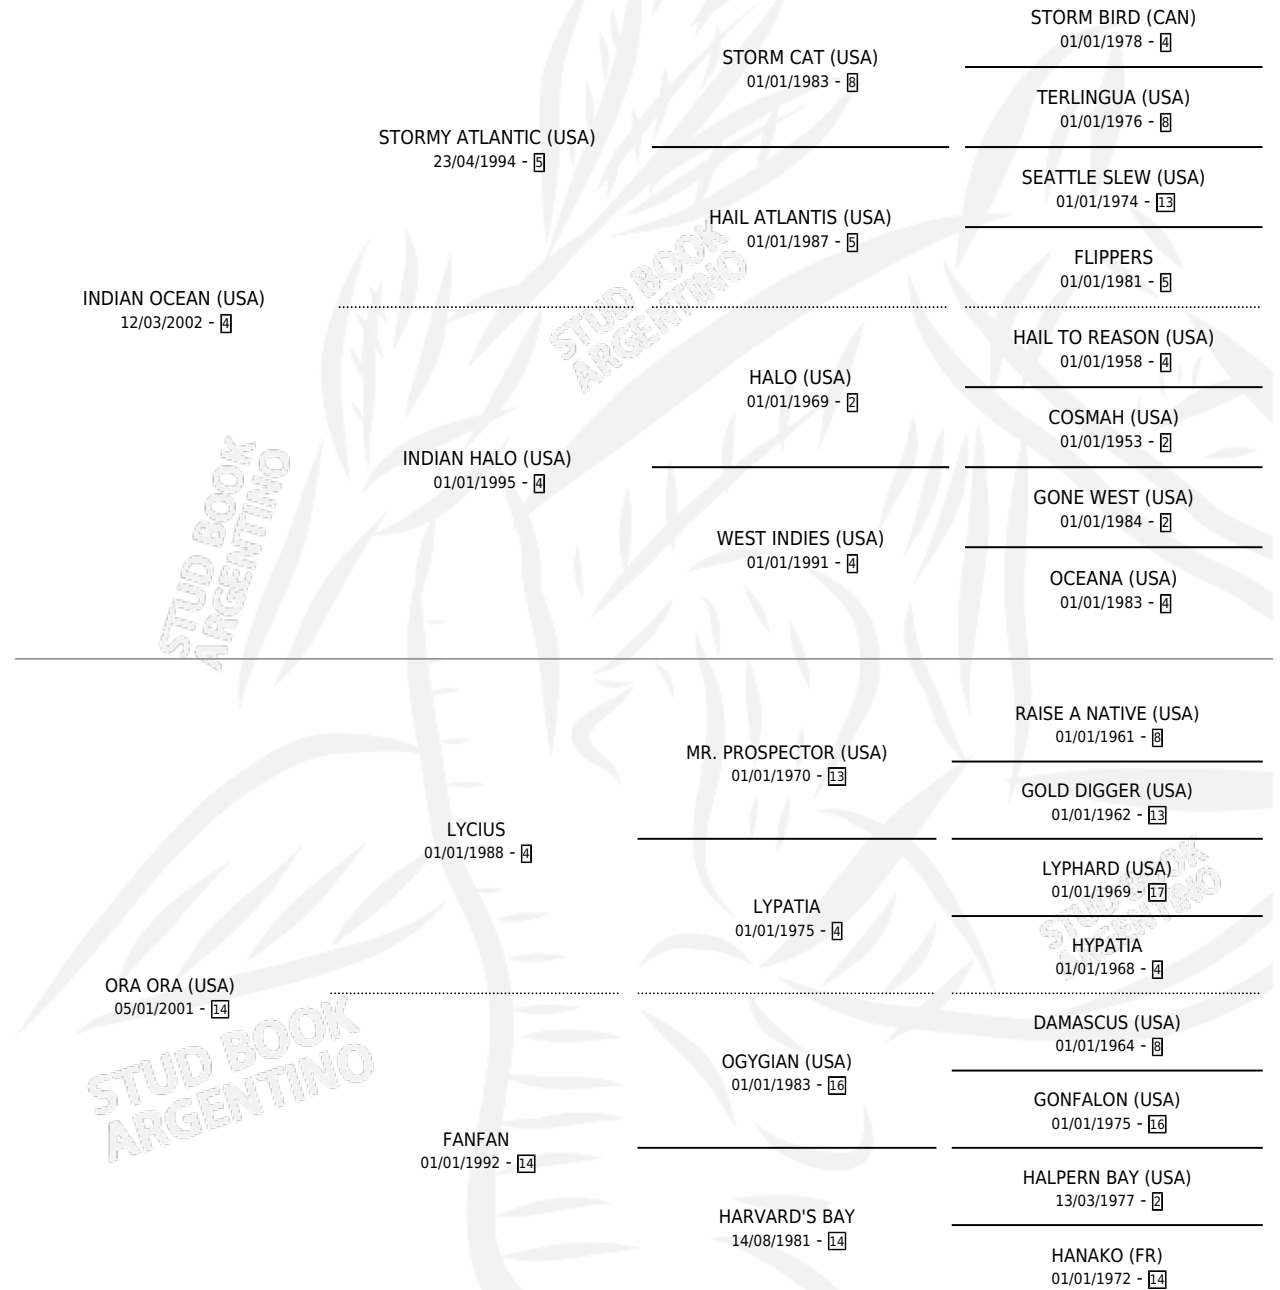 STORM BIRD (CAN)
01/01/1978 - 4
STORM CAT (USA)
01/01/1983 - 8
TERLINGUA (USA)
01/01/1976 - 8
STORMY ATLANTIC (USA)
23/04/1994 - 5
SEATTLE SLEW (USA)
01/01/1974 - 13
HAIL ATLANTIS (USA)
01/01/1987 - 5
FLIPPERS
01/01/1981 - 5
INDIAN OCEAN (USA)
12/03/2002 - 4
HAIL TO REASON (USA)
01/01/1958 - 4
HALO (USA)
01/01/1969 - 2
COSMAH (USA)
01/01/1953 - 2
INDIAN HALO (USA)
01/01/1995 - 4
GONE WEST (USA)
01/01/1984 - 2
WEST INDIES (USA)
01/01/1991 - 4
OCEANA (USA)
01/01/1983 - 4
RAISE A NATIVE (USA)
01/01/1961 - 8
MR. PROSPECTOR (USA)
01/01/1970 - 13
GOLD DIGGER (USA)
01/01/1962 - 13
LYCIUS
01/01/1988 - 4
LYPHARD (USA)
01/01/1969 - 17
LYPATIA
01/01/1975 - 4
HYPATIA
01/01/1968 - 4
ORA ORA (USA)
05/01/2001 - 14
DAMASCUS (USA)
01/01/1964 - 8
OGYGIAN (USA)
01/01/1983 - 16
GONFALON (USA)
01/01/1975 - 16
FANFAN
01/01/1992 - 14
HALPERN BAY (USA)
13/03/1977 - 2
HARVARD'S BAY
14/08/1981 - 14
HANAKO (FR)
01/01/1972 - 14
STUD BOOK
ARGENTINO
STUD BOOK
ARGENTINO
STUD BOOK
ARGENTINO
STUD BOOK
ARGENTINO